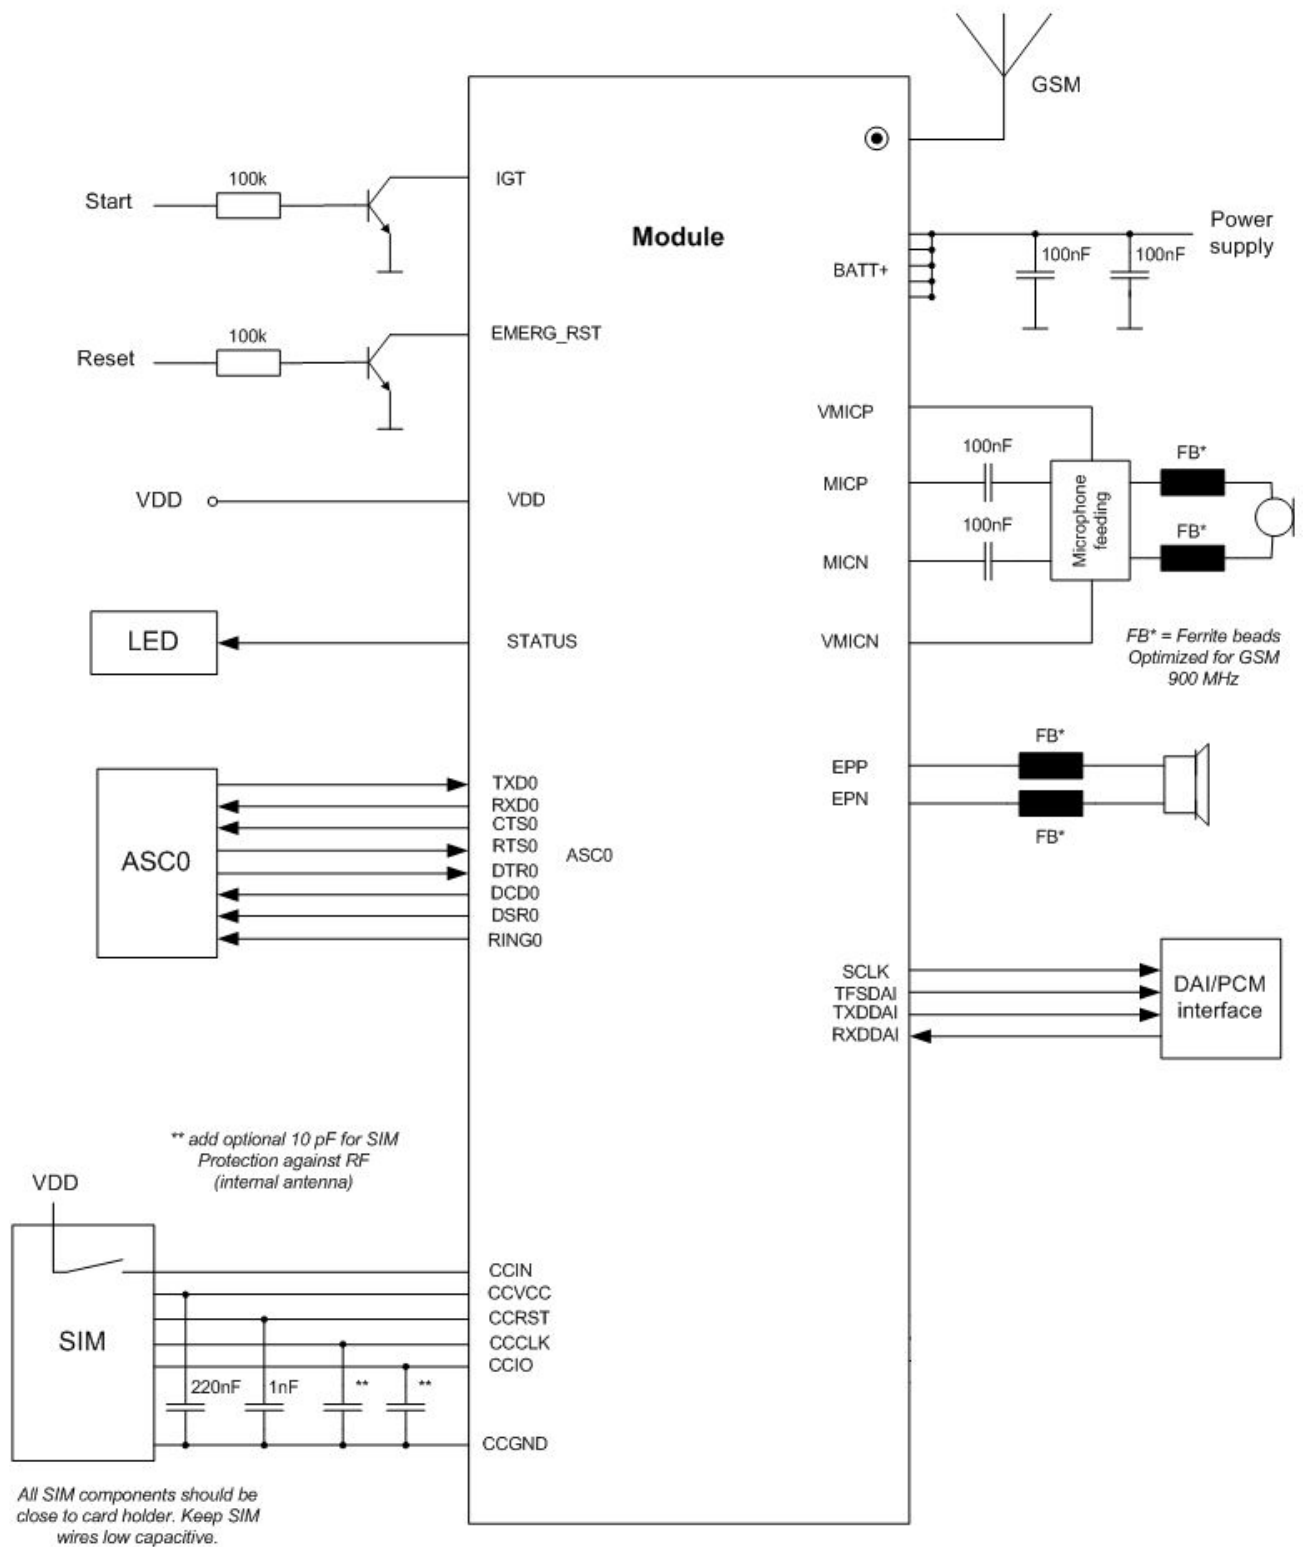 GSM
100k
IGT
Start
Module
Power
supply
BATT+
100nF
100nF
100k
EMERG_RST
Reset
VMICP
100nF
FB*
MICP
VDD
VDD
Microphone
feeding
100nF
FB*
MICN
LED
STATUS
VMICN
FB* = Ferrite beads
Optimized for GSM
900 MHz
FB*
EPP
EPN
FB*
TXD0
RXD0
CTS0
RTS0
DTR0
DCD0
DSR0
RING0
ASC0
ASC0
SCLK
TFSDAI
TXDDAI
RXDDAI
DAI/PCM
interface
** add optional 10 pF for SIM
Protection against RF
(internal antenna)
VDD
CCIN
CCVCC
CCRST
CCCLK
CCIO
SIM
220nF
1nF
**
**
CCGND
All SIM components should be
close to card holder. Keep SIM
wires low capacitive.